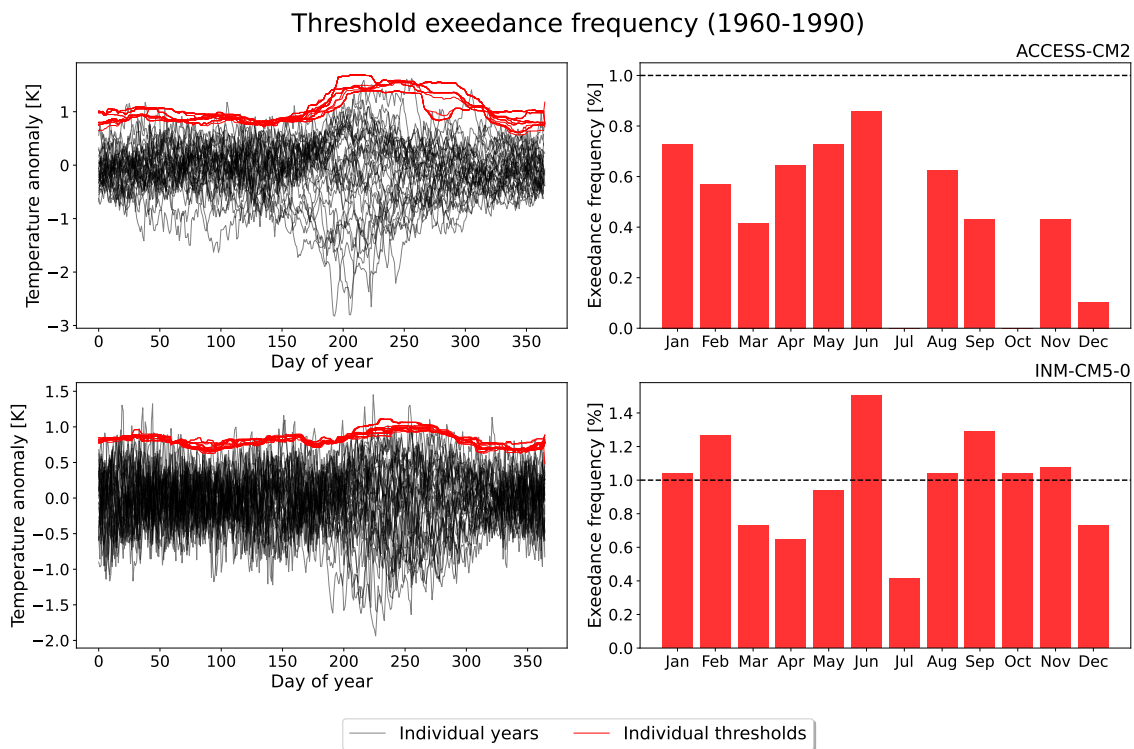 Threshold exeedance frequency (1960-1990)
ACCESS-CM2
Temperature anomaly [K]
1
0
−1
−2
−3
0 50 100 150 200 250 300 350
Day of year
Exeedance frequency [%]
1.0
0.8
0.6
0.4
0.2
0.0
Jan Feb Mar Apr May Jun Jul Aug Sep Oct Nov Dec
INM-CM5-0
Temperature anomaly [K]
1.5
1.0
0.5
0.0
−0.5
−1.0
−1.5
−2.0
0 50 100 150 200 250 300 350
Day of year
Exeedance frequency [%]
1.4
1.2
1.0
0.8
0.6
0.4
0.2
0.0
Jan Feb Mar Apr May Jun Jul Aug Sep Oct Nov Dec
Individual years Individual thresholds